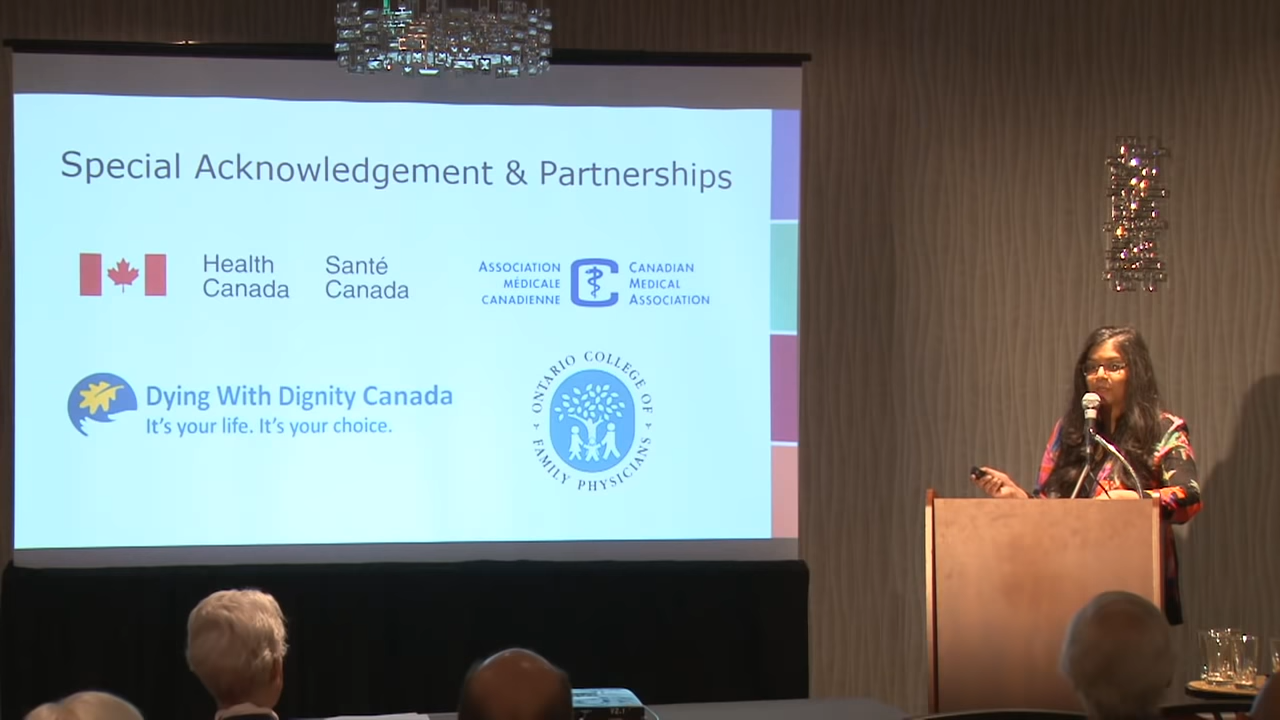 Special Acknowledgement & Partnerships
Health Canada
Santé Canada
ASSOCIATION MÉDICALE CANADIENNE
CANADIAN MEDICAL ASSOCIATION
Dying With Dignity Canada
It's your life. It's your choice.
ONTARIO COLLEGE OF FAMILY PHYSICIANS